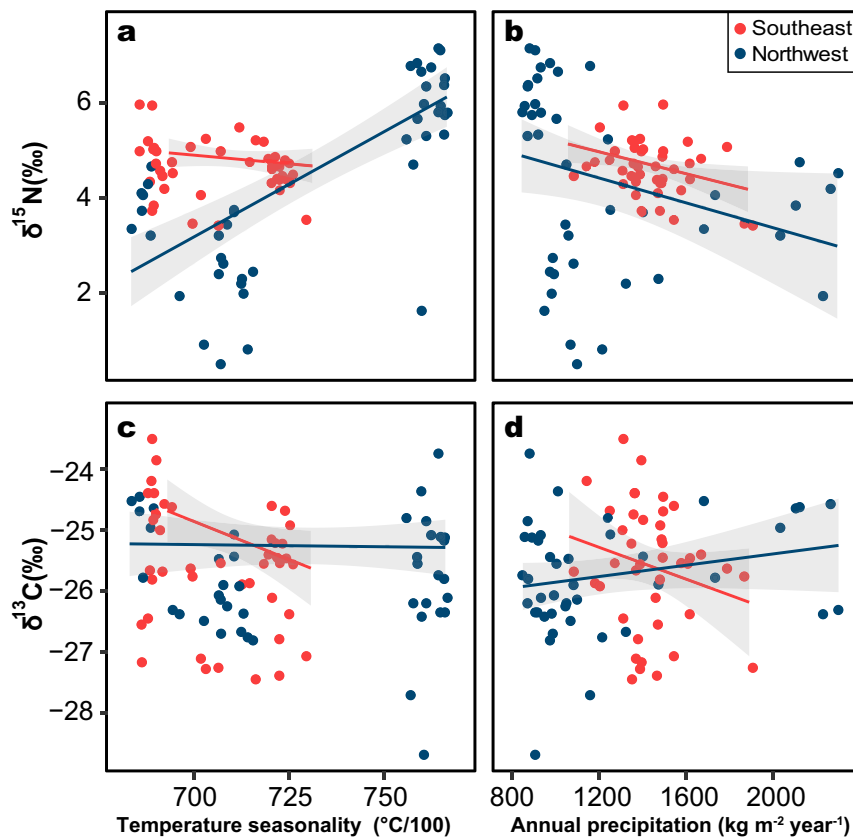 a
b
Southeast
Northwest
δ¹⁵N(‰)
6
4
2
c
d
δ¹³C(‰)
−24
−25
−26
−27
−28
700 725 750
800 1200 1600 2000
Temperature seasonality (°C/100)
Annual precipitation (kg m⁻² year⁻¹)